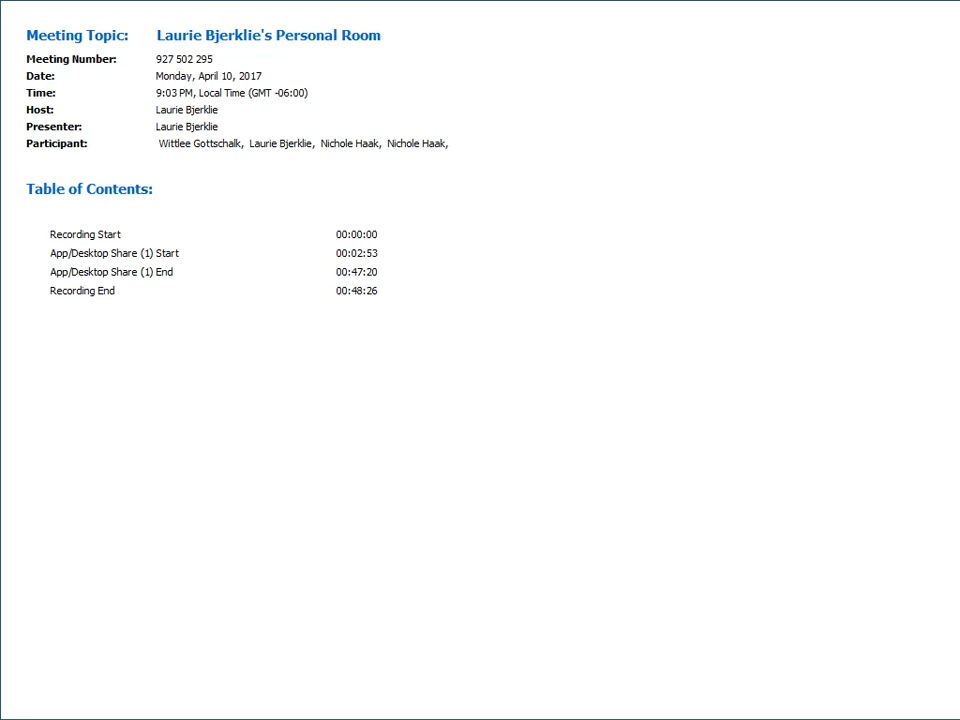 Meeting Topic: Laurie Bjerklie's Personal Room
Meeting Number: 927 502 295
Date: Monday, April 10, 2017
Time: 9:03 PM, Local Time (GMT -06:00)
Host: Laurie Bjerklie
Presenter: Laurie Bjerklie
Participant: Wittlee Gottschalk, Laurie Bjerklie, Nichole Haak, Nichole Haak,
Table of Contents:
Recording Start 00:00:00
App/Desktop Share (1) Start 00:02:53
App/Desktop Share (1) End 00:47:20
Recording End 00:48:26